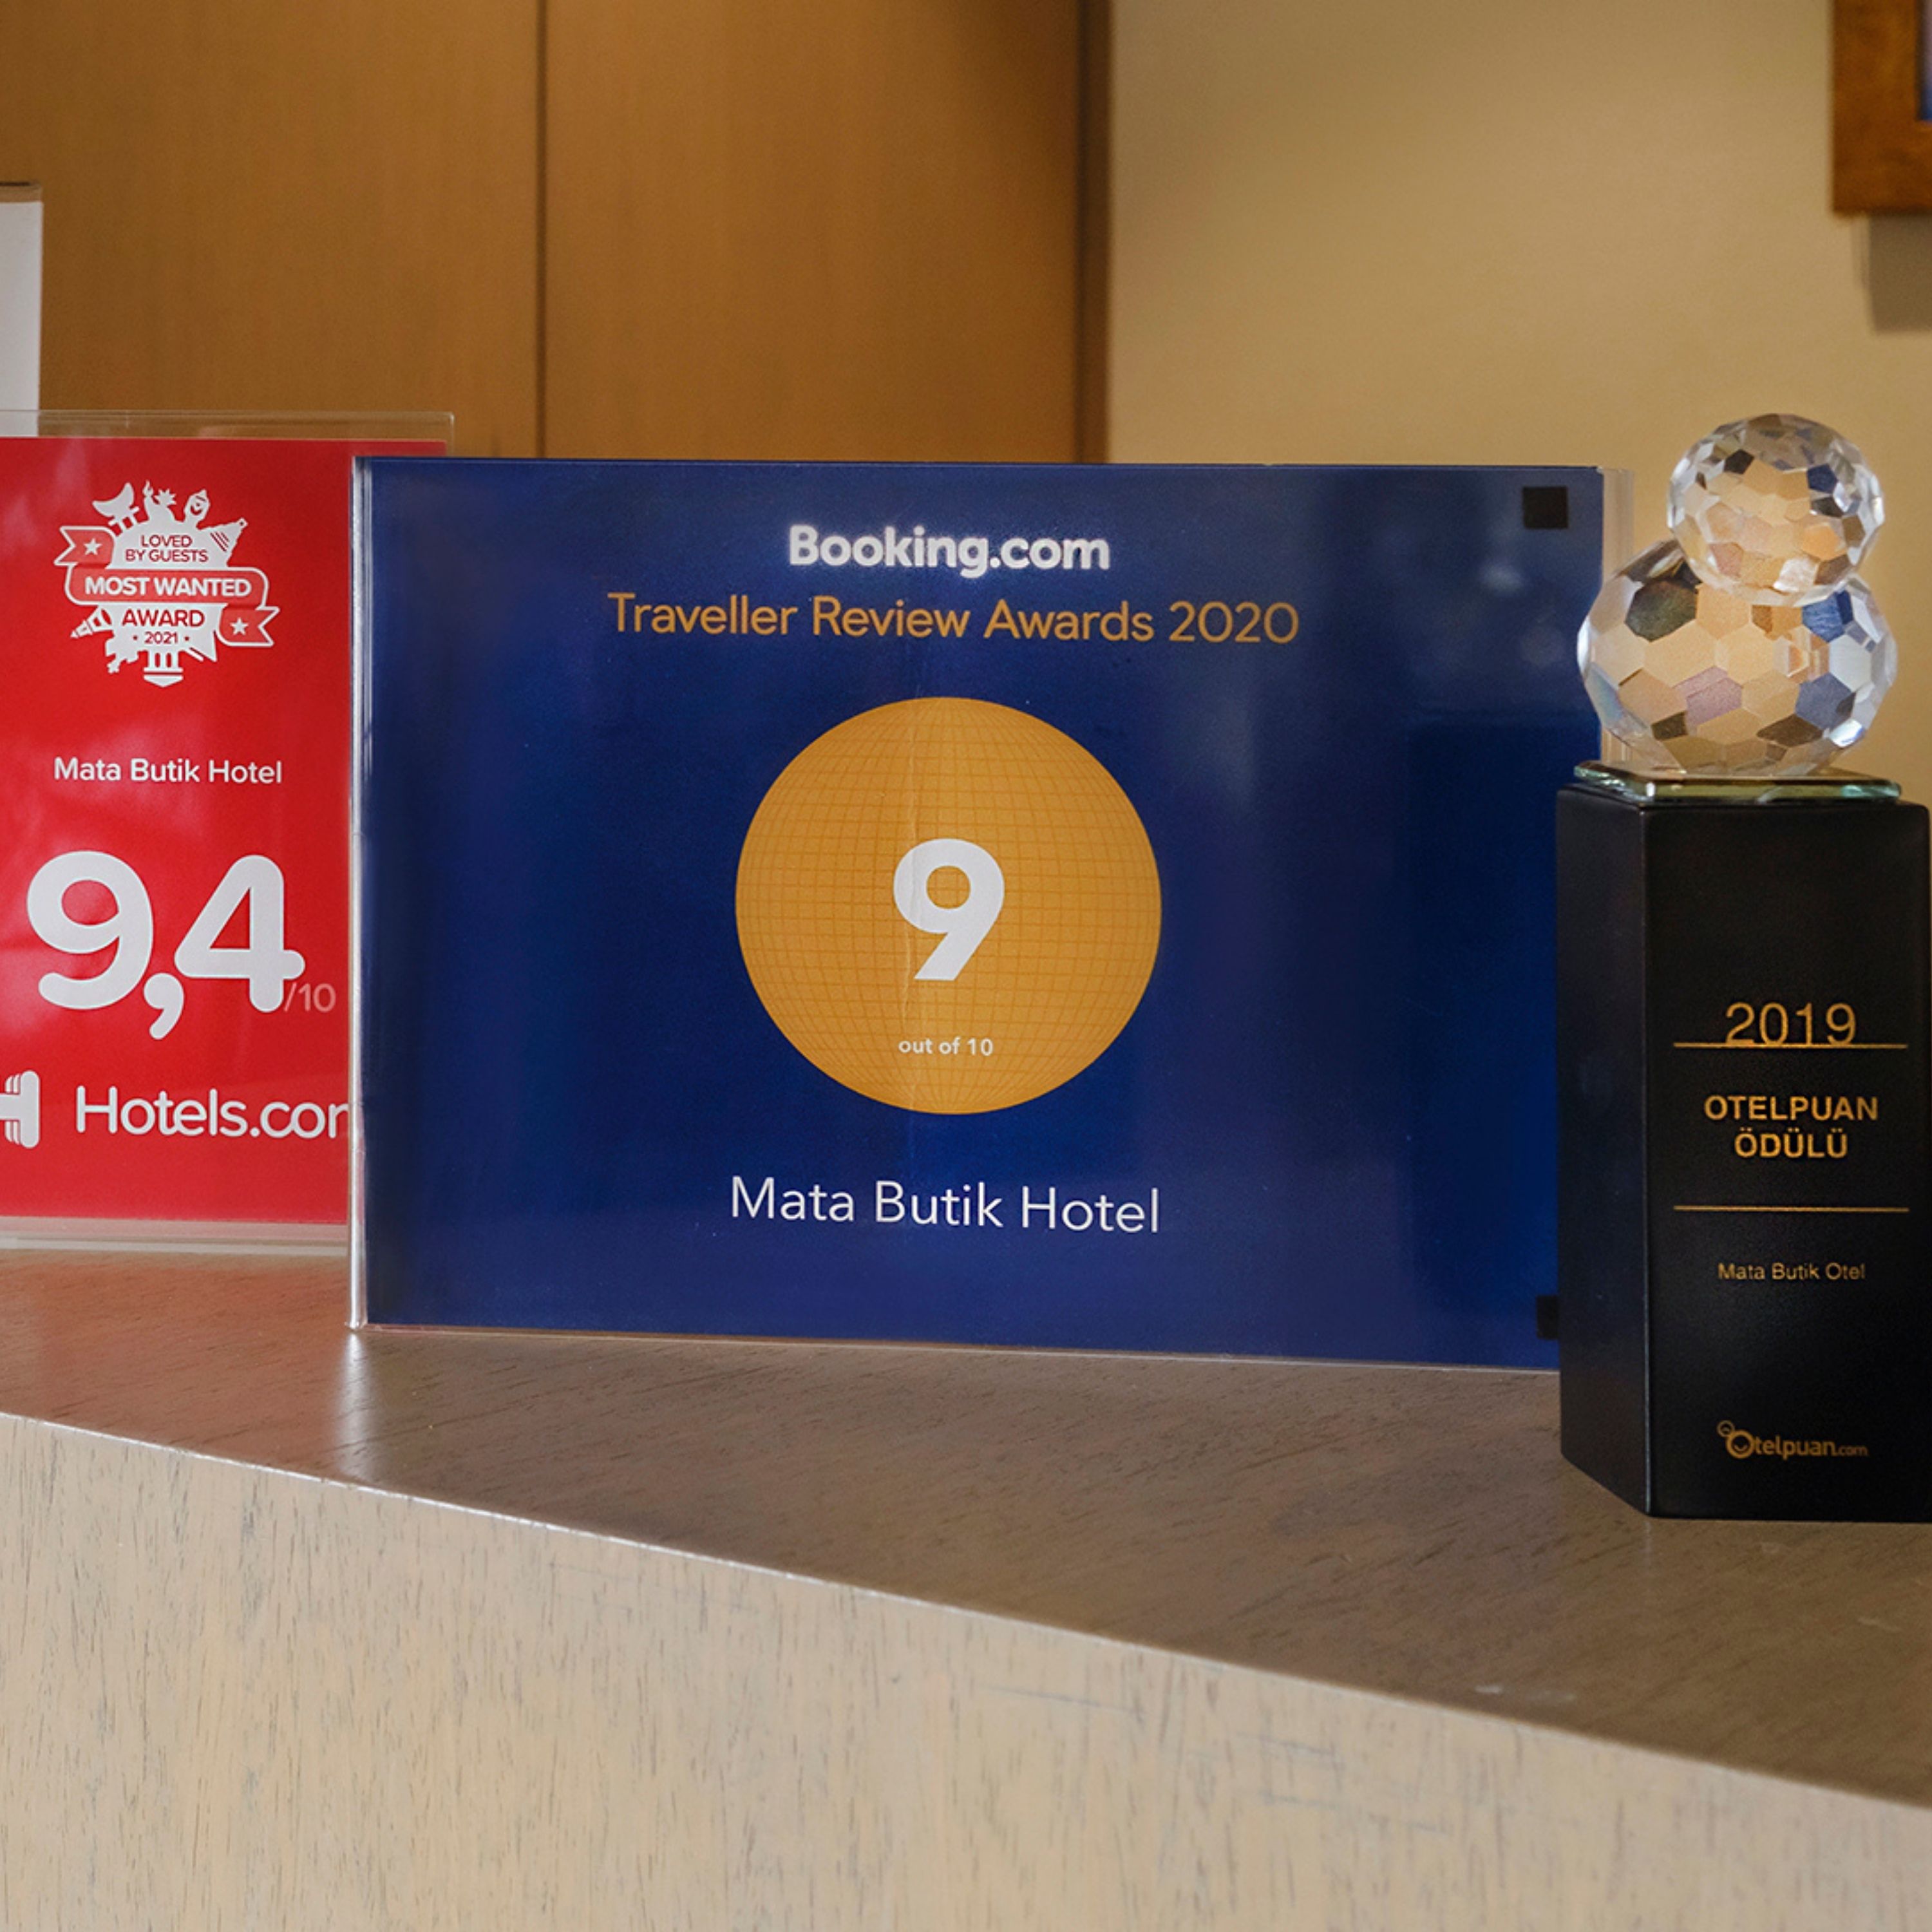 LOVED
BY GUESTS
MOST WANTED
AWARD
2021
Mata Butik Hotel
9,4/10
Hotels.com
Booking.com
Traveller Review Awards 2020
9
out of 10
Mata Butik Hotel
2019
OTELPUAN
ÖDÜLÜ
Mata Butik Otel
Otelpuan.com